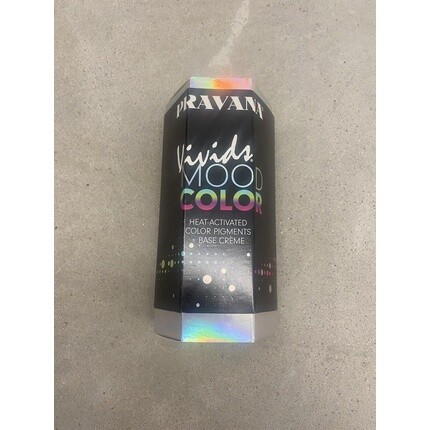 PRAVANA
Vivids
MOOD
COLOR
HEAT-ACTIVATED
COLOR PIGMENTS
+ BASE CRÈME